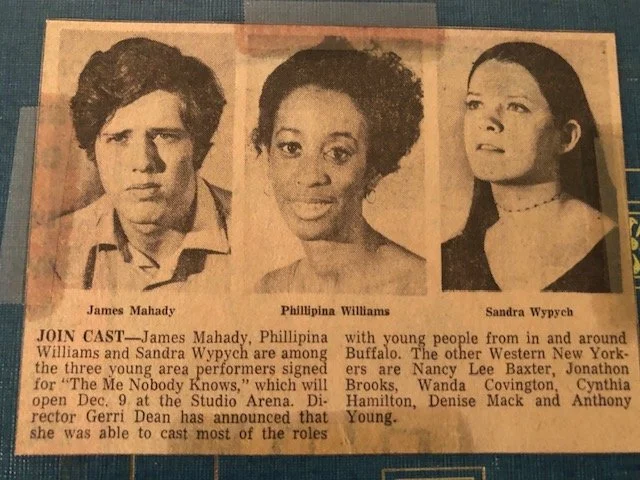 James Mahady
Phillipina Williams
Sandra Wypych
JOIN CAST—James Mahady, Phillipina
Williams and Sandra Wypych are among
the three young area performers signed
for "The Me Nobody Knows," which will
open Dec. 9 at the Studio Arena. Di-
rector Gerri Dean has announced that
she was able to cast most of the roles
with young people from in and around
Buffalo. The other Western New York-
ers are Nancy Lee Baxter, Jonathon
Brooks, Wanda Covington, Cynthia
Hamilton, Denise Mack and Anthony
Young.